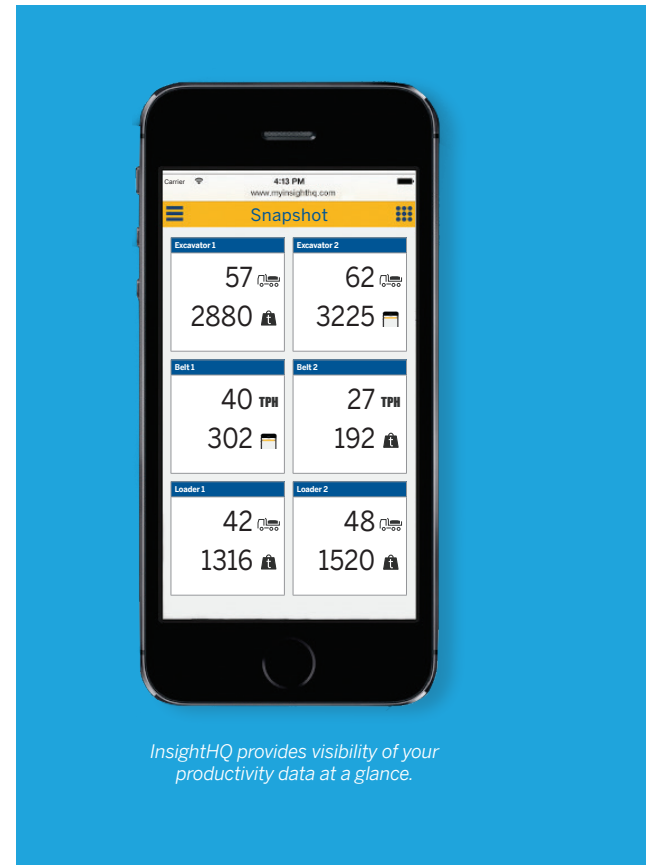 Carrier 4:13 PM
www.myinsighthq.com
Snapshot
Excavator 1
57
2880 t
Excavator 2
62
3225
Belt 1
40 TPH
302
Belt 2
27 TPH
192 t
Loader 1
42
1316 t
Loader 2
48
1520 t
InsightHQ provides visibility of your
productivity data at a glance.